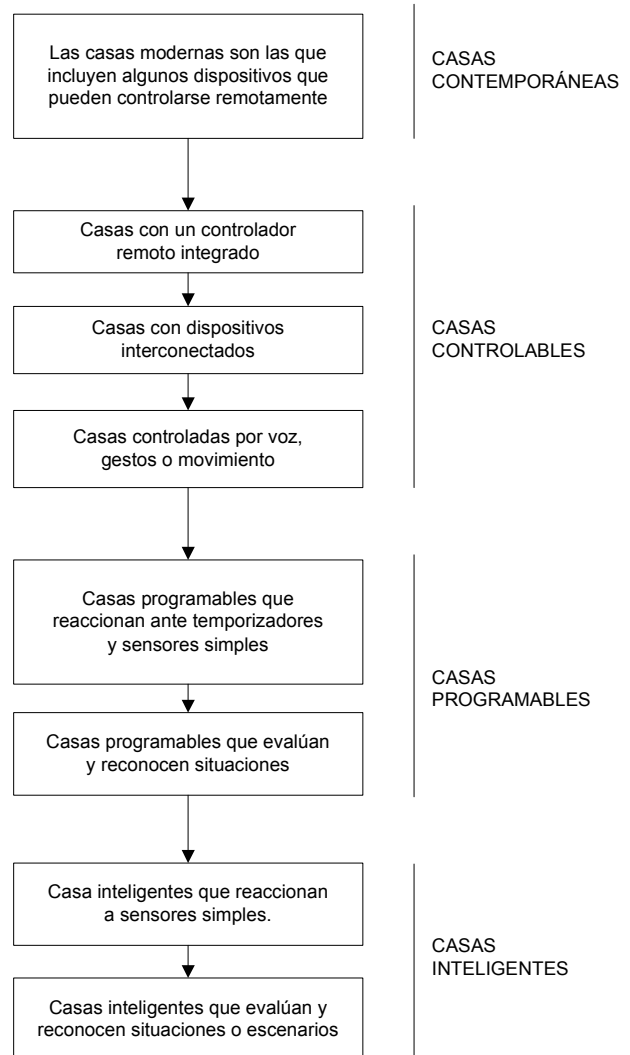 Las casas modernas son las que
incluyen algunos dispositivos que
pueden controlarse remotamente
CASAS
CONTEMPORÁNEAS
Casas con un controlador
remoto integrado
Casas con dispositivos
interconectados
Casas controladas por voz,
gestos o movimiento
CASAS
CONTROLABLES
Casas programables que
reaccionan ante temporizadores
y sensores simples
Casas programables que evalúan
y reconocen situaciones
CASAS
PROGRAMABLES
Casa inteligentes que reaccionan
a sensores simples.
Casas inteligentes que evalúan y
reconocen situaciones o escenarios
CASAS
INTELIGENTES